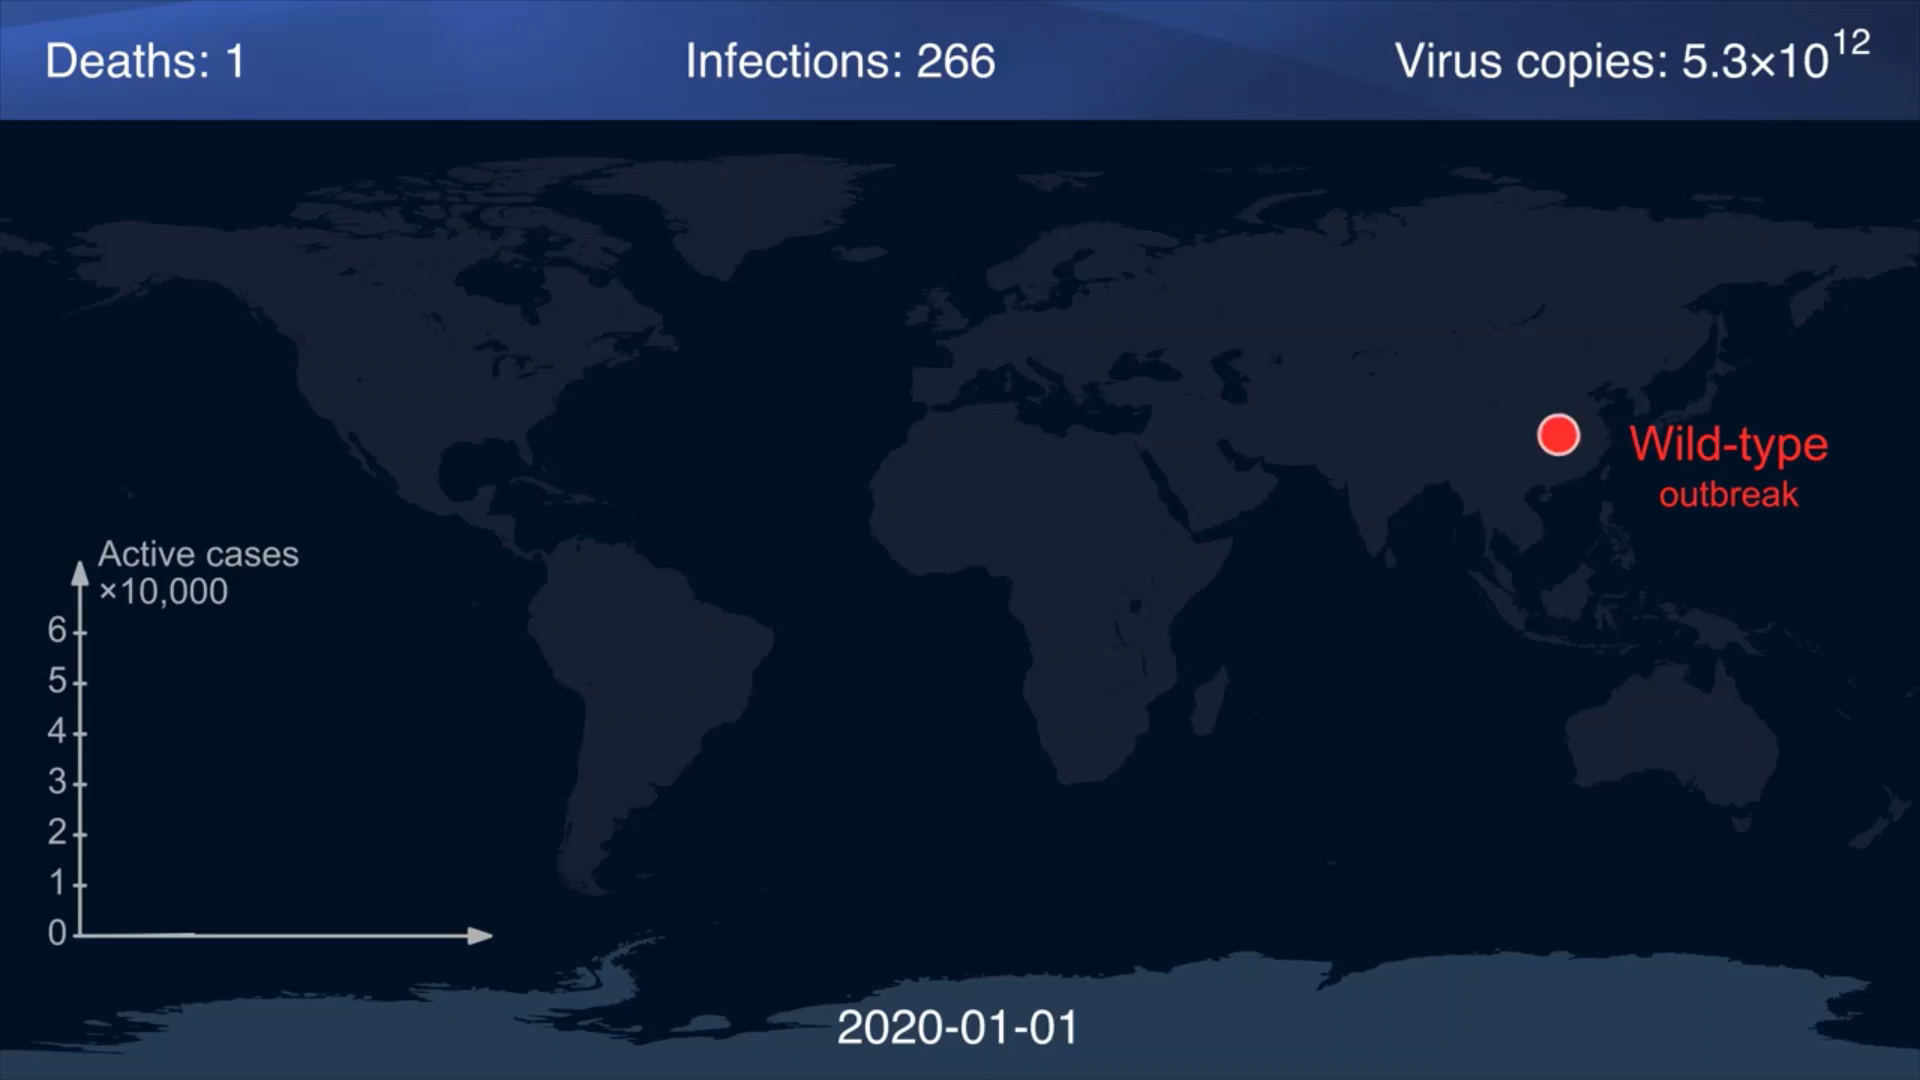 Deaths: 1
Infections: 266
Virus copies: 5.3×10¹²
Wild-type
outbreak
Active cases
×10,000
6
5
4
3
2
1
0
2020-01-01